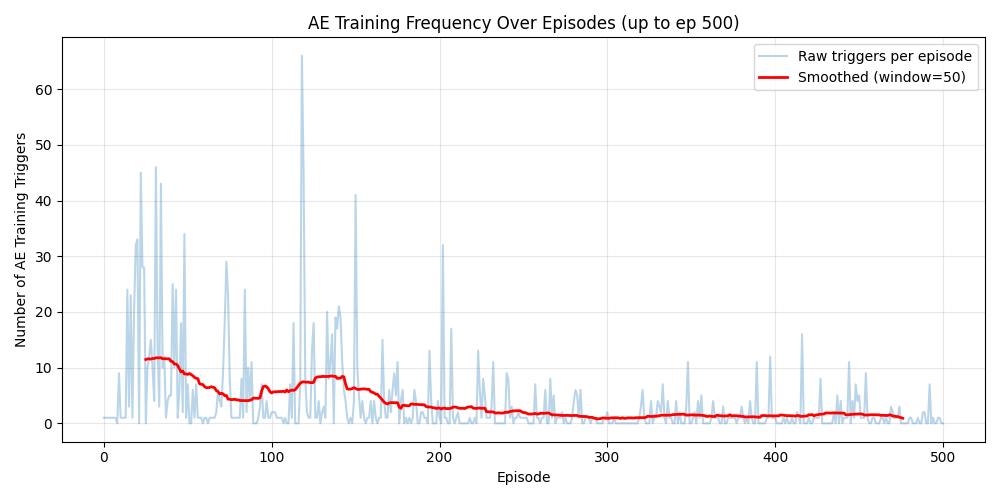 AE Training Frequency Over Episodes (up to ep 500)
Raw triggers per episode
Smoothed (window=50)
Number of AE Training Triggers
60
50
40
30
20
10
0
0 100 200 300 400 500
Episode